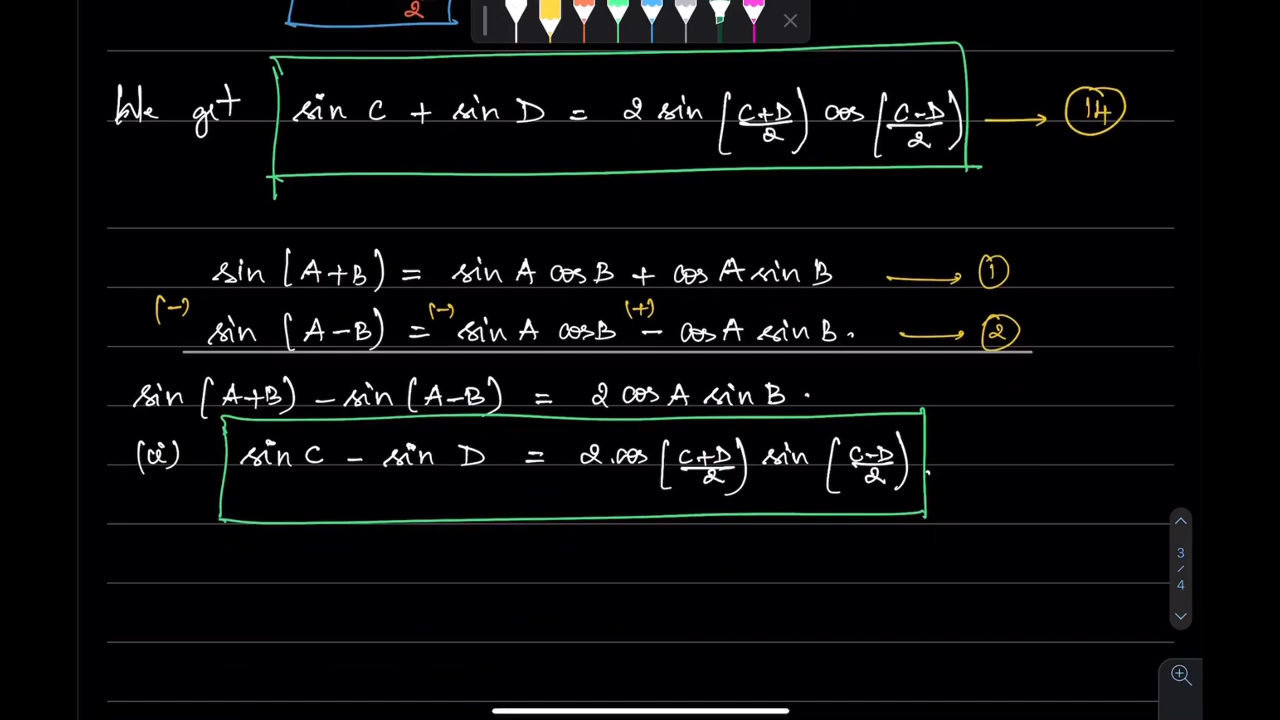 2
We get sin C + sin D = 2 sin (C+D/2) cos (C-D/2) → 14
sin (A+B) = sin A cos B + cos A sin B → 1
(-) (-) (+)
sin (A-B) = sin A cos B - cos A sin B. → 2
sin (A+B) - sin (A-B) = 2 cos A sin B.
sin C - sin D = 2.cos (C+D/2) sin (C-D/2).
3
/
4